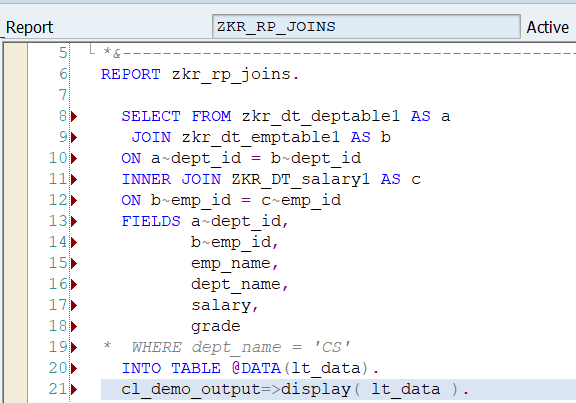 Report ZKR_RP_JOINS Active
5 *&---------------------------------------------------
6 REPORT zkr_rp_joins.
7
8 SELECT FROM zkr_dt_deptable1 AS a
9 JOIN zkr_dt_emptable1 AS b
10 ON a~dept_id = b~dept_id
11 INNER JOIN ZKR_DT_salary1 AS c
12 ON b~emp_id = c~emp_id
13 FIELDS a~dept_id,
14 b~emp_id,
15 emp_name,
16 dept_name,
17 salary,
18 grade
19 * WHERE dept_name = 'CS'
20 INTO TABLE @DATA(lt_data).
21 cl_demo_output=>display( lt_data ).